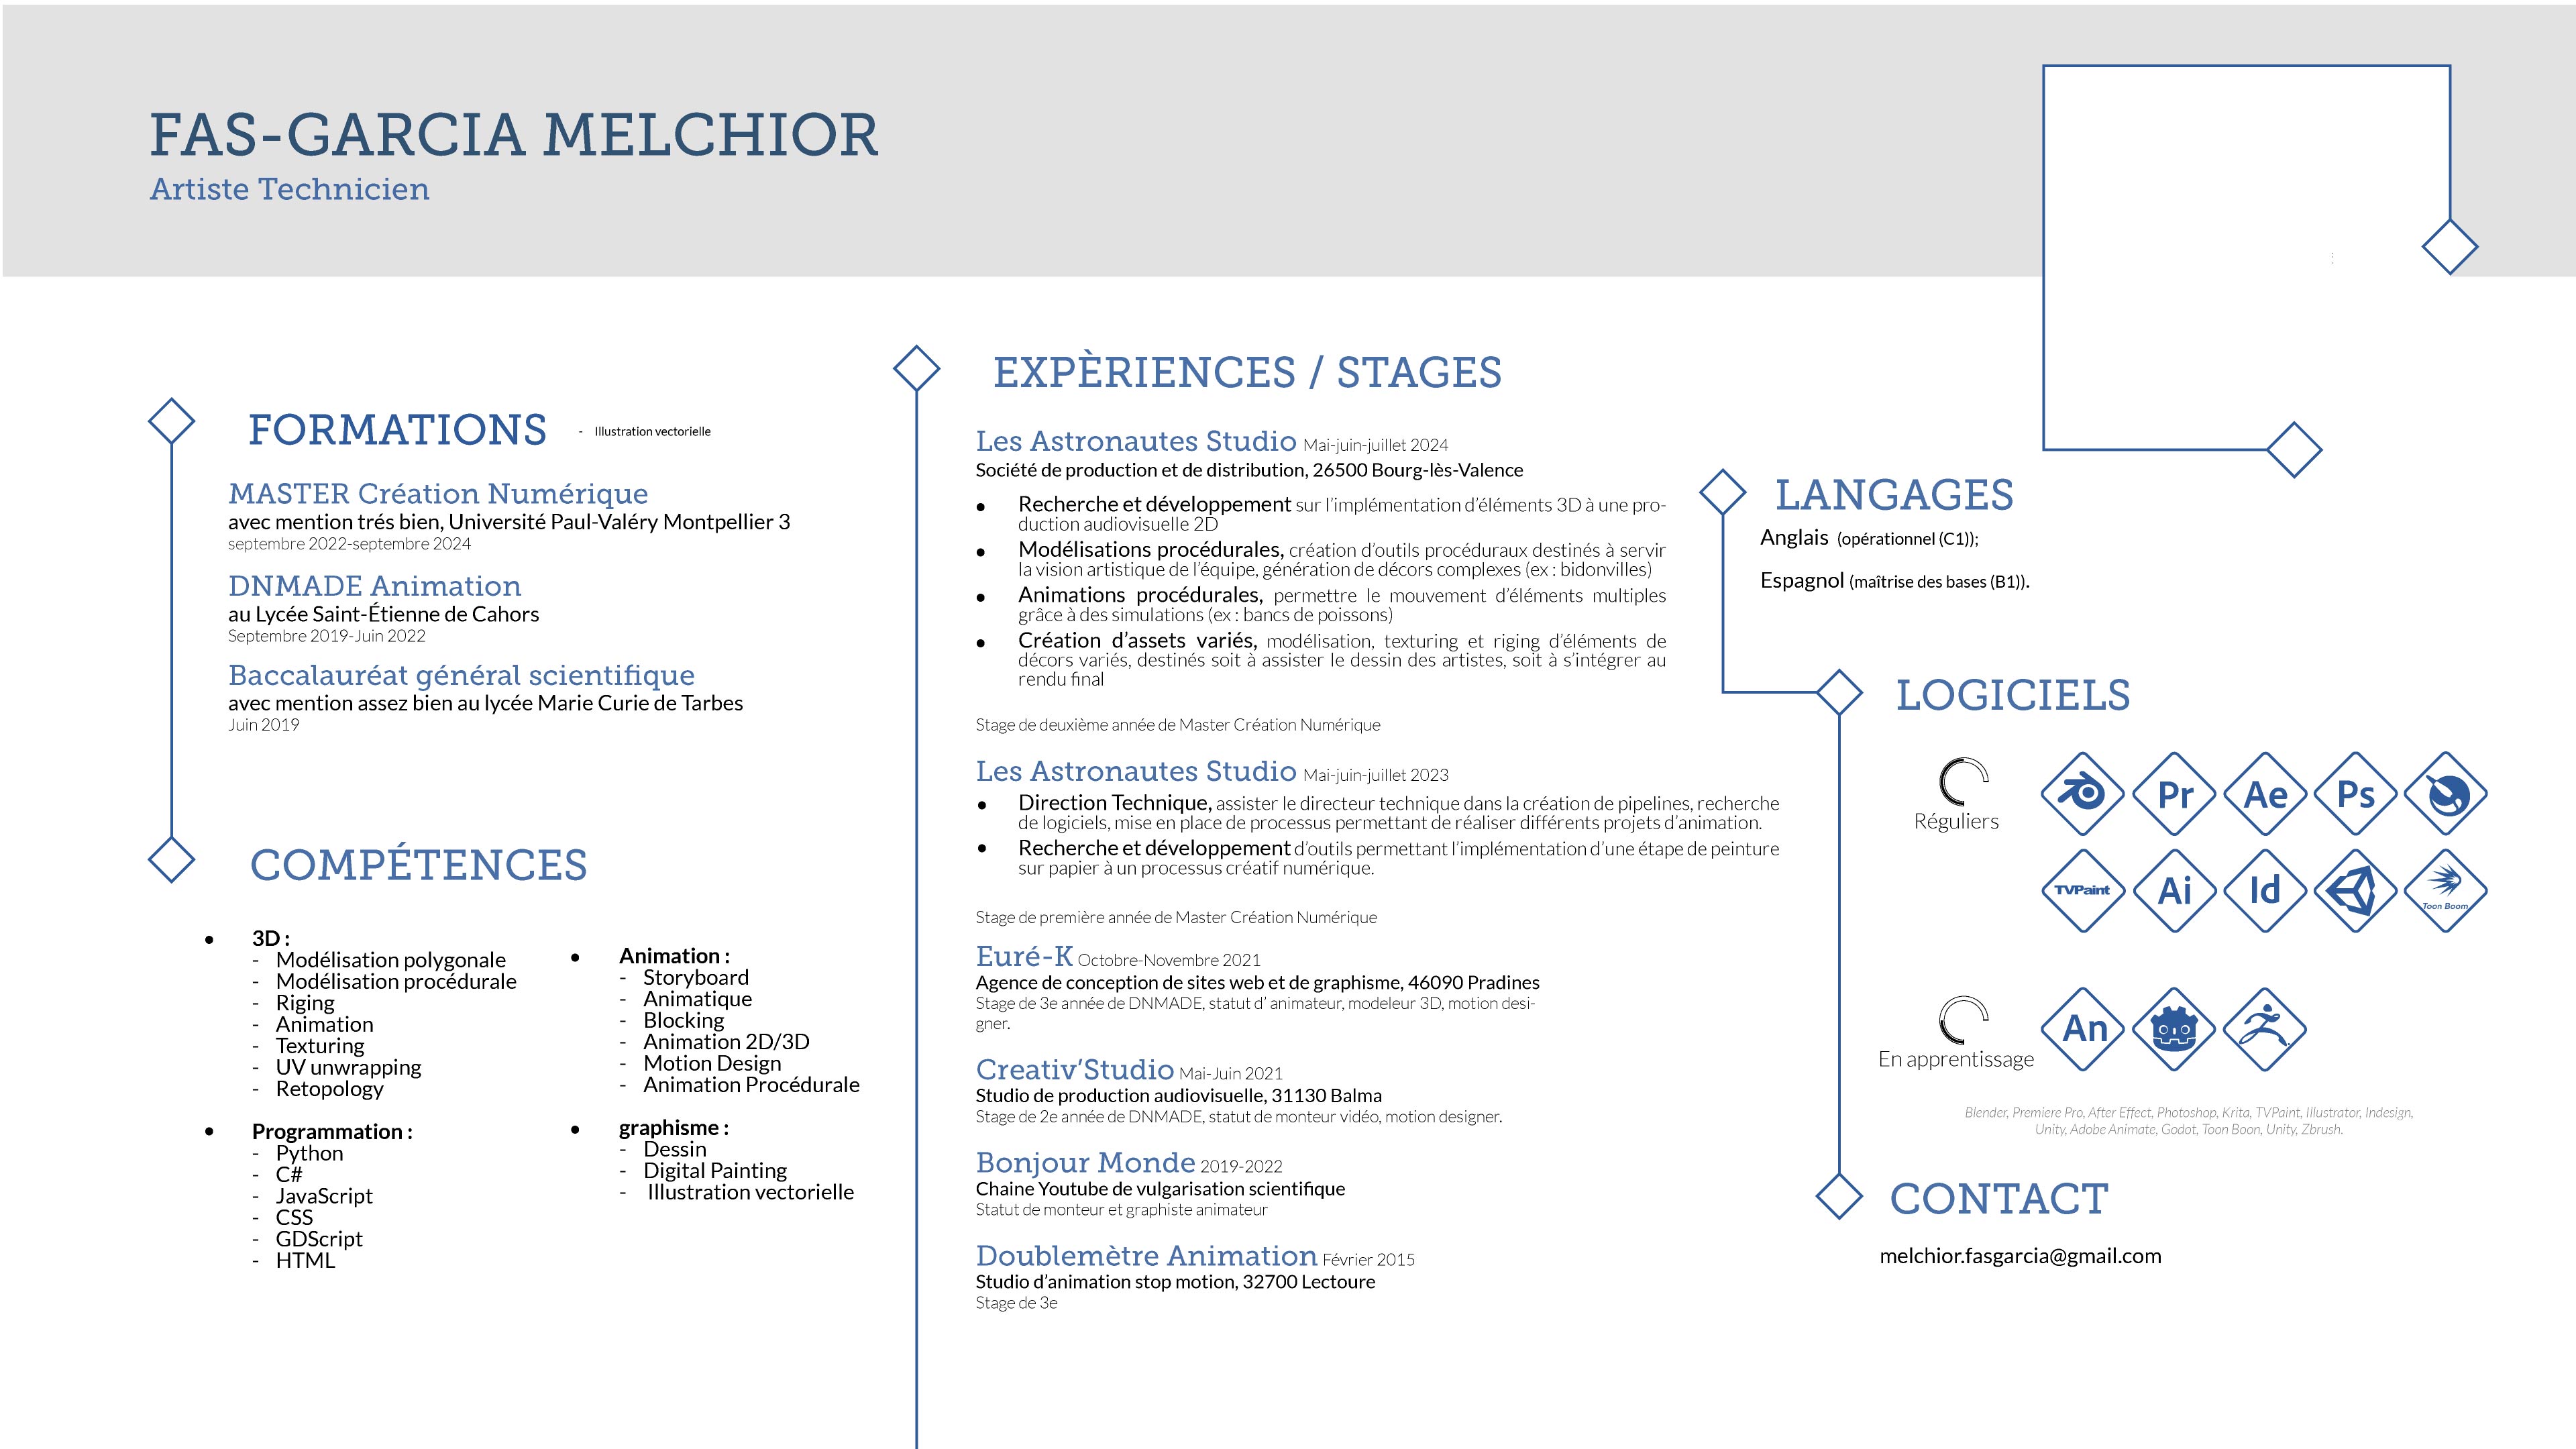 FAS-GARCIA MELCHIOR
Artiste Technicien
FORMATIONS
- Illustration vectorielle
MASTER Création Numérique
avec mention trés bien, Université Paul-Valéry Montpellier 3
septembre 2022-septembre 2024
DNMADE Animation
au Lycée Saint-Étienne de Cahors
Septembre 2019-Juin 2022
Baccalauréat général scientifique
avec mention assez bien au lycée Marie Curie de Tarbes
Juin 2019
COMPÉTENCES
• 3D :
- Modélisation polygonale
- Modélisation procédurale
- Riging
- Animation
- Texturing
- UV unwrapping
- Retopology
• Programmation :
- Python
- C#
- JavaScript
- CSS
- GDScript
- HTML
• Animation :
- Storyboard
- Animatique
- Blocking
- Animation 2D/3D
- Motion Design
- Animation Procédurale
• graphisme :
- Dessin
- Digital Painting
- Illustration vectorielle
EXPÈRIENCES / STAGES
Les Astronautes Studio Mai-juin-juillet 2024
Société de production et de distribution, 26500 Bourg-lès-Valence
• Recherche et développement sur l’implémentation d’éléments 3D à une pro-
duction audiovisuelle 2D
• Modélisations procédurales, création d’outils procéduraux destinés à servir
la vision artistique de l’équipe, génération de décors complexes (ex : bidonvilles)
• Animations procédurales, permettre le mouvement d’éléments multiples
grâce à des simulations (ex : bancs de poissons)
• Création d’assets variés, modélisation, texturing et riging d’éléments de
décors variés, destinés soit à assister le dessin des artistes, soit à s’intégrer au
rendu final
Stage de deuxième année de Master Création Numérique
Les Astronautes Studio Mai-juin-juillet 2023
• Direction Technique, assister le directeur technique dans la création de pipelines, recherche
de logiciels, mise en place de processus permettant de réaliser différents projets d’animation.
• Recherche et développement d’outils permettant l’implémentation d’une étape de peinture
sur papier à un processus créatif numérique.
Stage de première année de Master Création Numérique
Euré-K Octobre-Novembre 2021
Agence de conception de sites web et de graphisme, 46090 Pradines
Stage de 3e année de DNMADE, statut d’ animateur, modeleur 3D, motion desi-
gner.
Creativ’Studio Mai-Juin 2021
Studio de production audiovisuelle, 31130 Balma
Stage de 2e année de DNMADE, statut de monteur vidéo, motion designer.
Bonjour Monde 2019-2022
Chaine Youtube de vulgarisation scientifique
Statut de monteur et graphiste animateur
Doublemètre Animation Février 2015
Studio d’animation stop motion, 32700 Lectoure
Stage de 3e
LANGAGES
Anglais (opérationnel (C1));
Espagnol (maîtrise des bases (B1)).
LOGICIELS
Réguliers
Pr Ae Ps
TVPaint Ai Id Toon Boom
En apprentissage
An
Blender, Premiere Pro, After Effect, Photoshop, Krita, TVPaint, Illustrator, Indesign,
Unity, Adobe Animate, Godot, Toon Boon, Unity, Zbrush.
CONTACT
melchior.fasgarcia@gmail.com